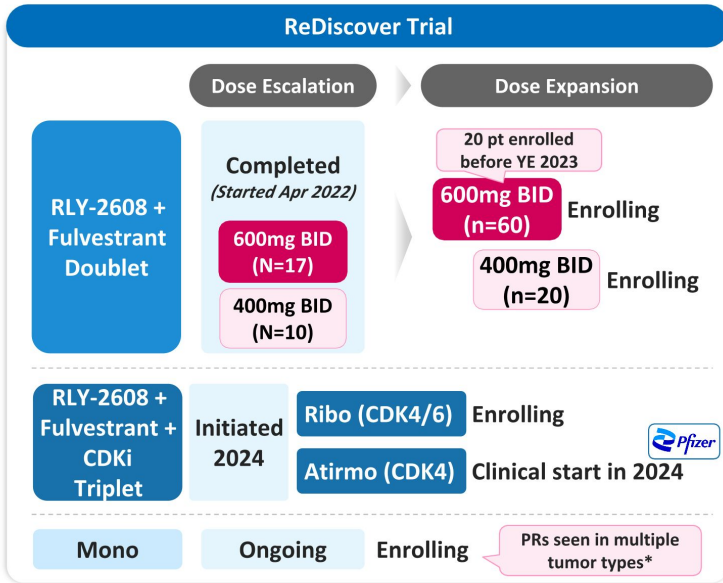 ReDiscover Trial
Dose Escalation
Dose Expansion
RLY-2608 +
Fulvestrant
Doublet
Completed
(Started Apr 2022)
600mg BID
(N=17)
400mg BID
(N=10)
20 pt enrolled
before YE 2023
600mg BID
(n=60)
Enrolling
400mg BID
(n=20)
Enrolling
RLY-2608 +
Fulvestrant +
CDKi
Triplet
Initiated
2024
Ribo (CDK4/6)
Enrolling
Atirmo (CDK4)
Clinical start in 2024
Pfizer
Mono
Ongoing
Enrolling
PRs seen in multiple
tumor types*